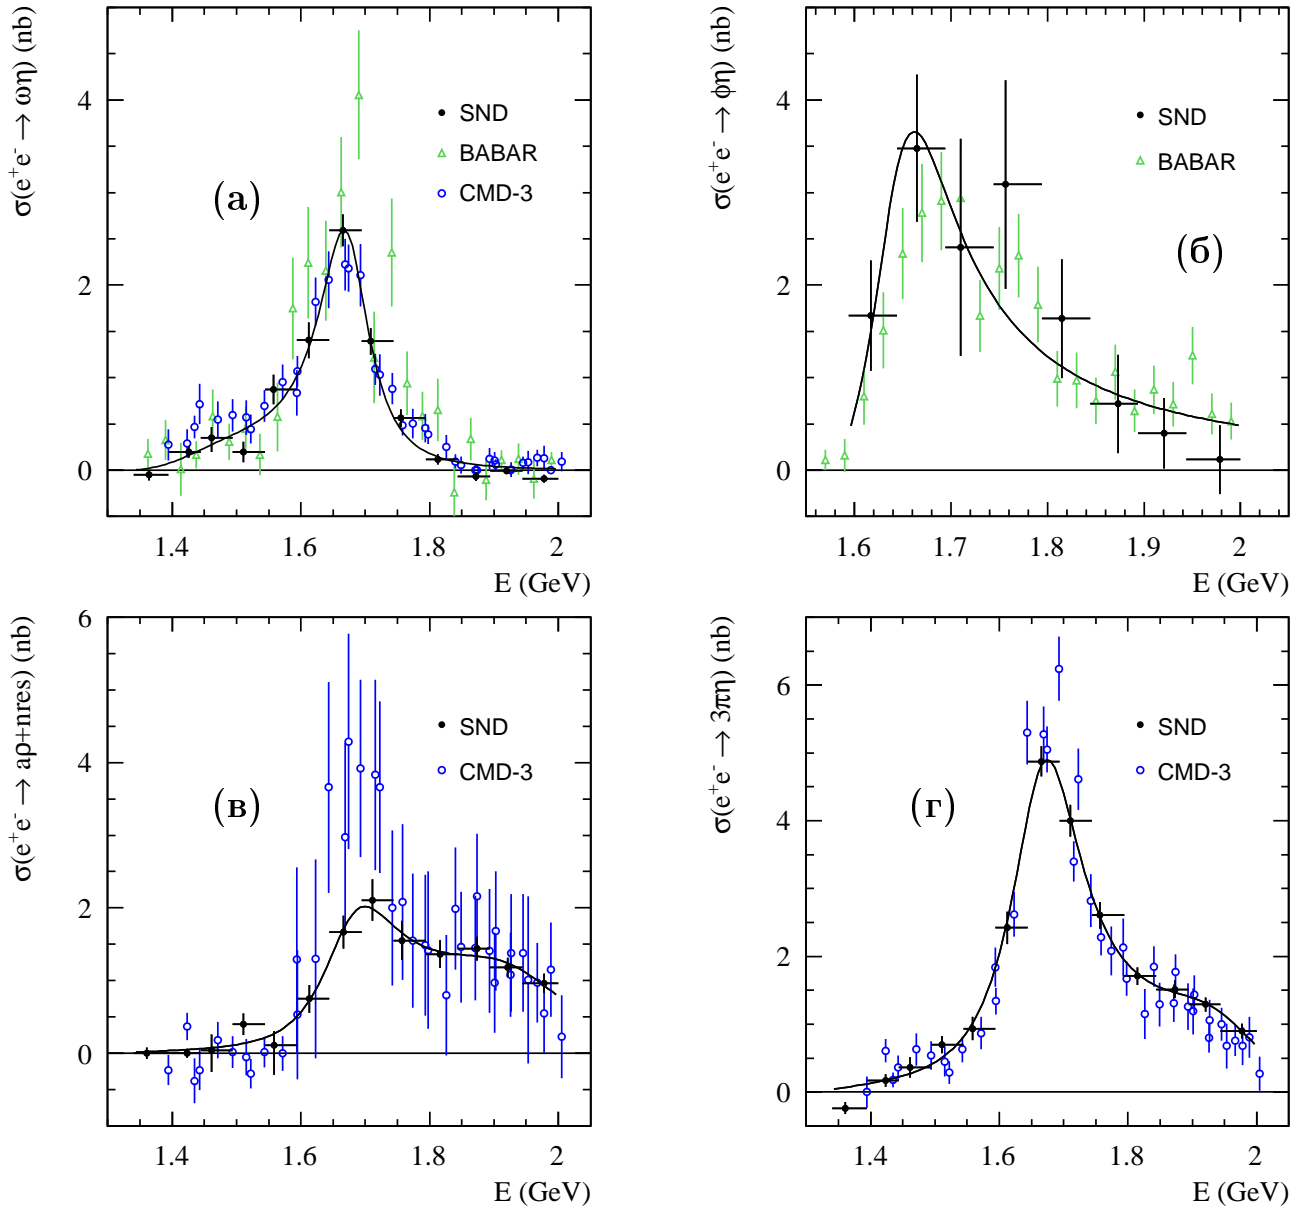 σ(e⁺e⁻ → ωη) (nb)
4
2
0
(а)
SND
BABAR
CMD-3
1.4 1.6 1.8 2
E (GeV)
σ(e⁺e⁻ → ϕη) (nb)
4
2
0
SND
BABAR
(б)
1.6 1.7 1.8 1.9 2
E (GeV)
σ(e⁺e⁻ → aρ+nres) (nb)
6
4
2
0
(в)
SND
CMD-3
1.4 1.6 1.8 2
E (GeV)
σ(e⁺e⁻ → 3πη) (nb)
6
4
2
0
(г)
SND
CMD-3
1.4 1.6 1.8 2
E (GeV)